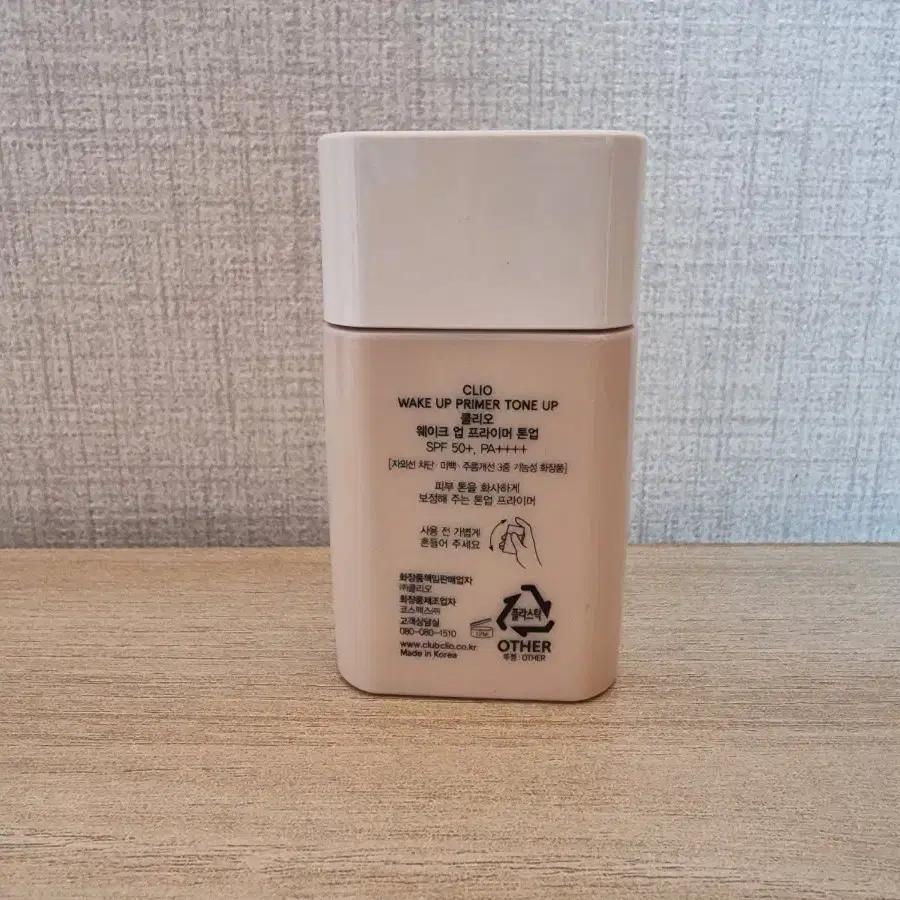 CLIO
WAKE UP PRIMER TONE UP
클리오
웨이크 업 프라이머 톤업
SPF 50+, PA++++
[자외선 차단 · 미백 · 주름개선 3중 기능성 화장품]
피부 톤을 화사하게
보정해 주는 톤업 프라이머
사용 전 가볍게
흔들어 주세요
화장품책임판매업자
㈜클리오
화장품제조업자
코스맥스㈜
고객상담실
080-080-1510
www.clubclio.co.kr
Made in Korea
12M
플라스틱
OTHER
뚜껑 : OTHER